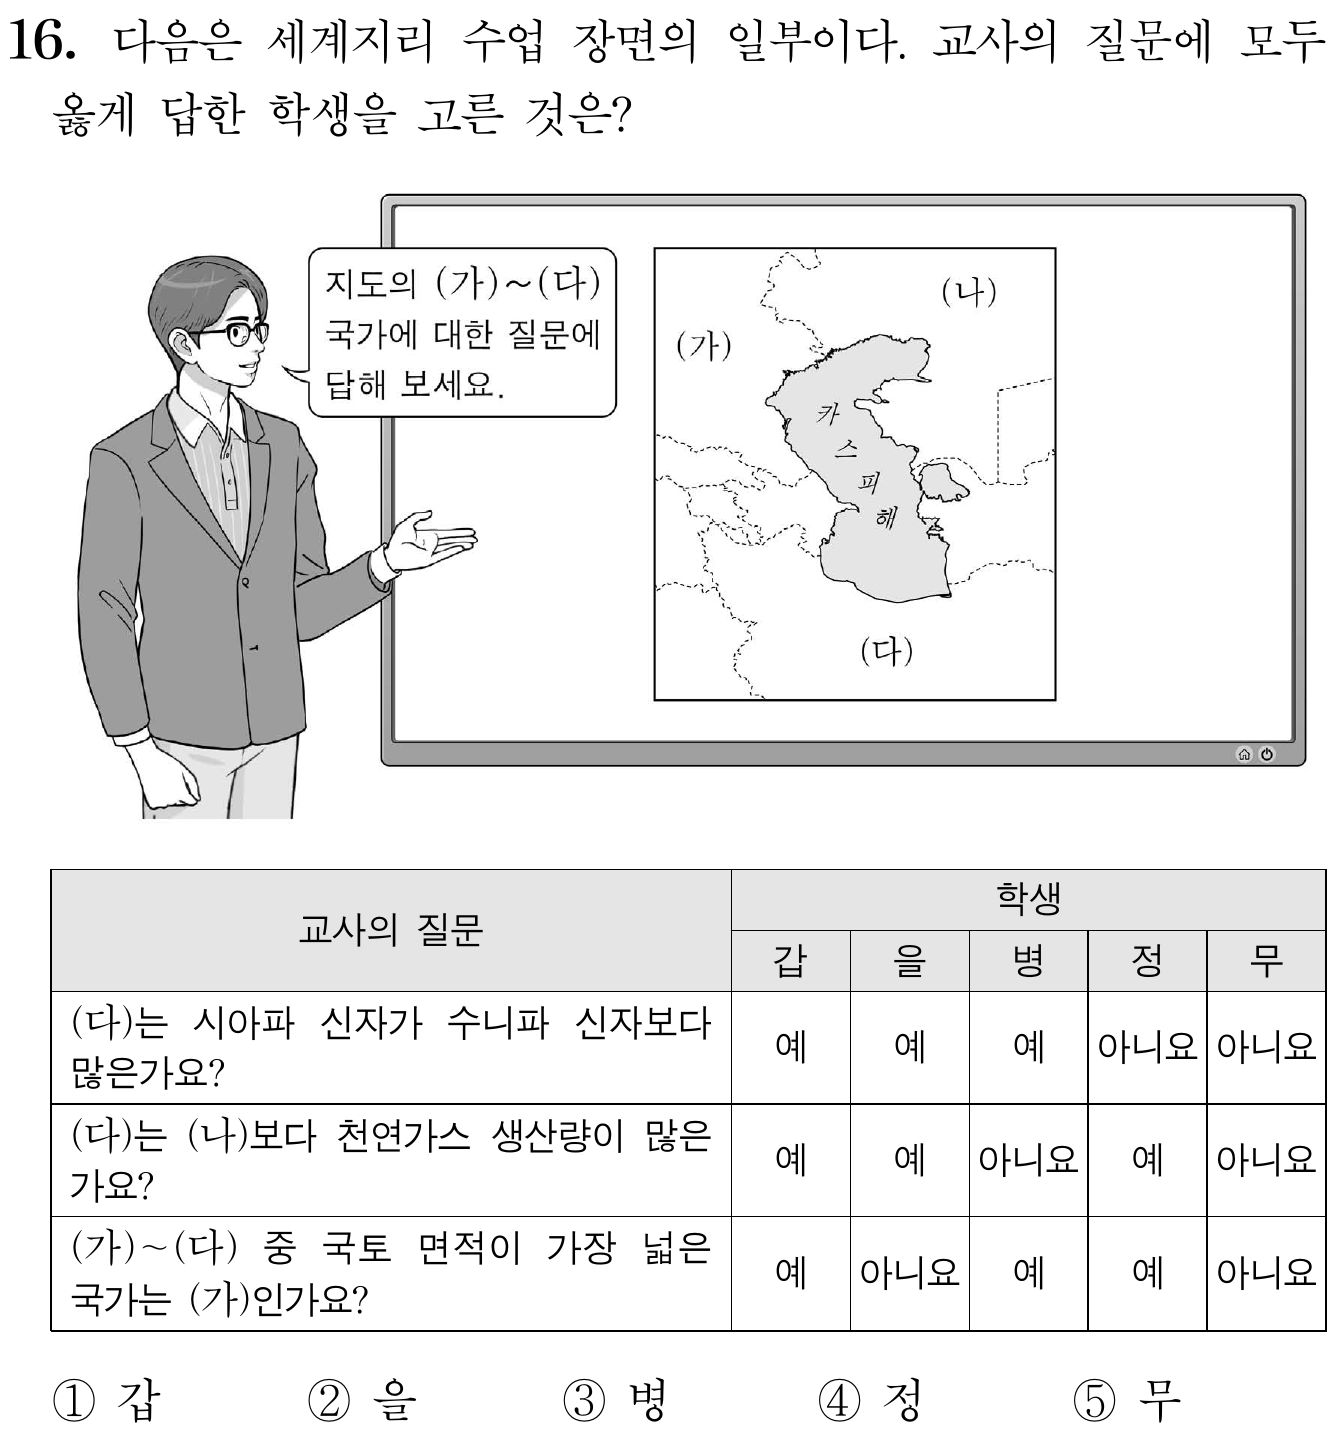 16. 다음은 세계지리 수업 장면의 일부이다. 교사의 질문에 모두
옳게 답한 학생을 고른 것은?
지도의 (가)~(다)
국가에 대한 질문에
답해 보세요.
(가)
(나)
카스피해
(다)
교사의 질문
학생
갑 을 병 정 무
(다)는 시아파 신자가 수니파 신자보다
많은가요?
예 예 예 아니요 아니요
(다)는 (나)보다 천연가스 생산량이 많은
가요?
예 예 아니요 예 아니요
(가)~(다) 중 국토 면적이 가장 넓은
국가는 (가)인가요?
예 아니요 예 예 아니요
① 갑 ② 을 ③ 병 ④ 정 ⑤ 무